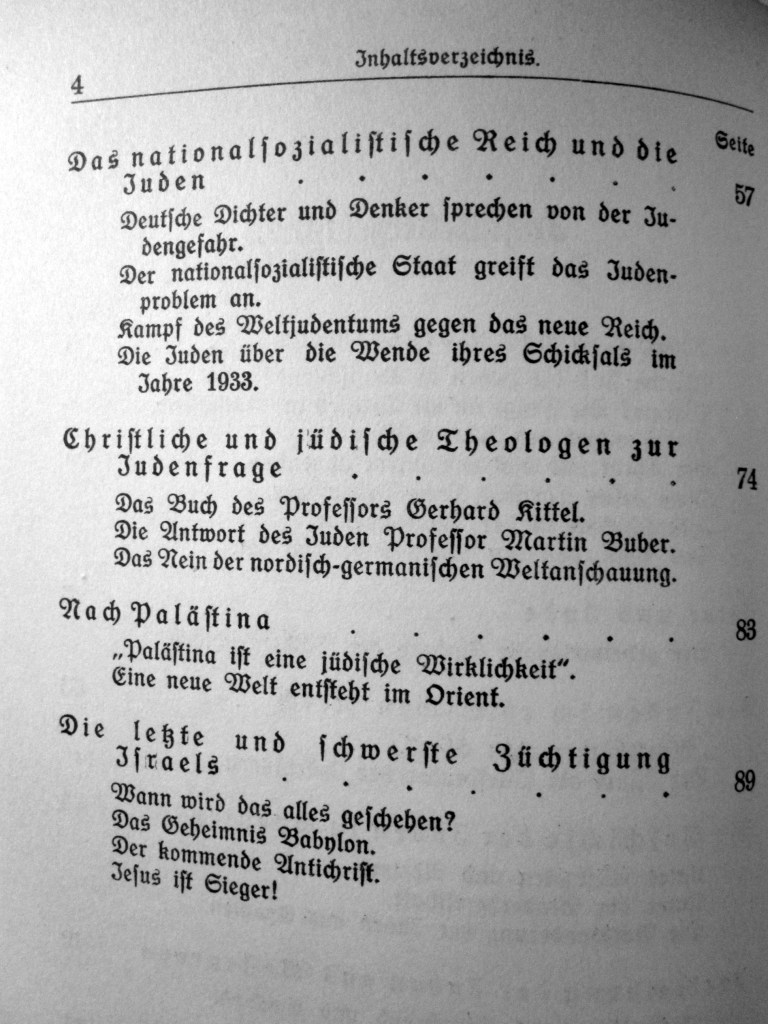 4
Inhaltsverzeichnis.
Seite
Das nationalsozialistische Reich und die
Juden . . . . . . 57
Deutsche Dichter und Denker sprechen von der Ju-
dengefahr.
Der nationalsozialistische Staat greift das Juden-
problem an.
Kampf des Weltjudentums gegen das neue Reich.
Die Juden über die Wende ihres Schicksals im
Jahre 1933.
Christliche und jüdische Theologen zur
Judenfrage . . . . . . 74
Das Buch des Professors Gerhard Kittel.
Die Antwort des Juden Professor Martin Buber.
Das Nein der nordisch-germanischen Weltanschauung.
Nach Palästina . . . . . . 83
„Palästina ist eine jüdische Wirklichkeit“.
Eine neue Welt entsteht im Orient.
Die letzte und schwerste Züchtigung
Israels . . . . . . . 89
Wann wird das alles geschehen?
Das Geheimnis Babylon.
Der kommende Antichrist.
Jesus ist Sieger!